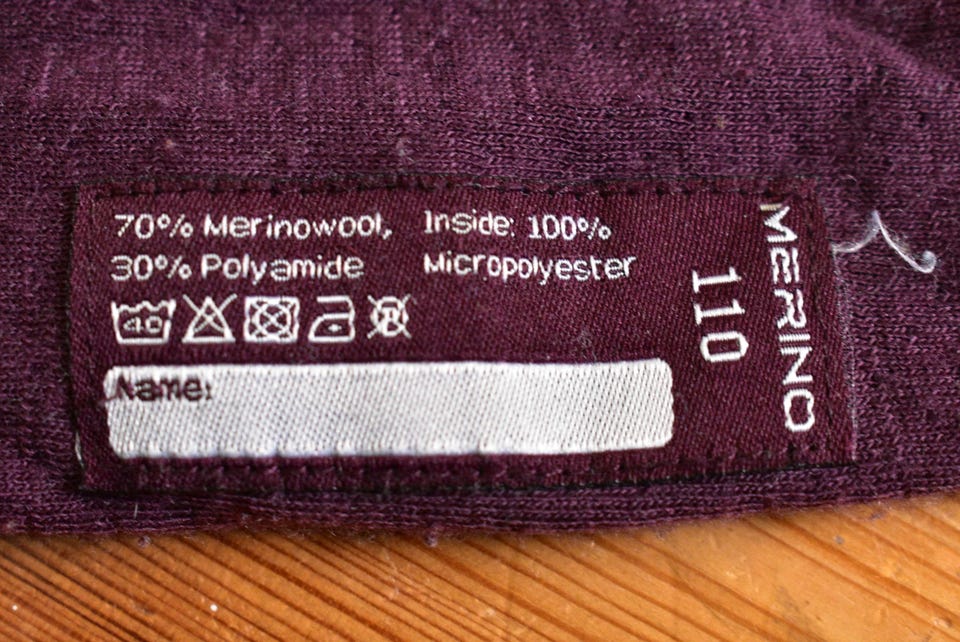 70% Merinowool,
30% Polyamide
Inside: 100%
Micropolyester
40
P
Name:
110
MERINO